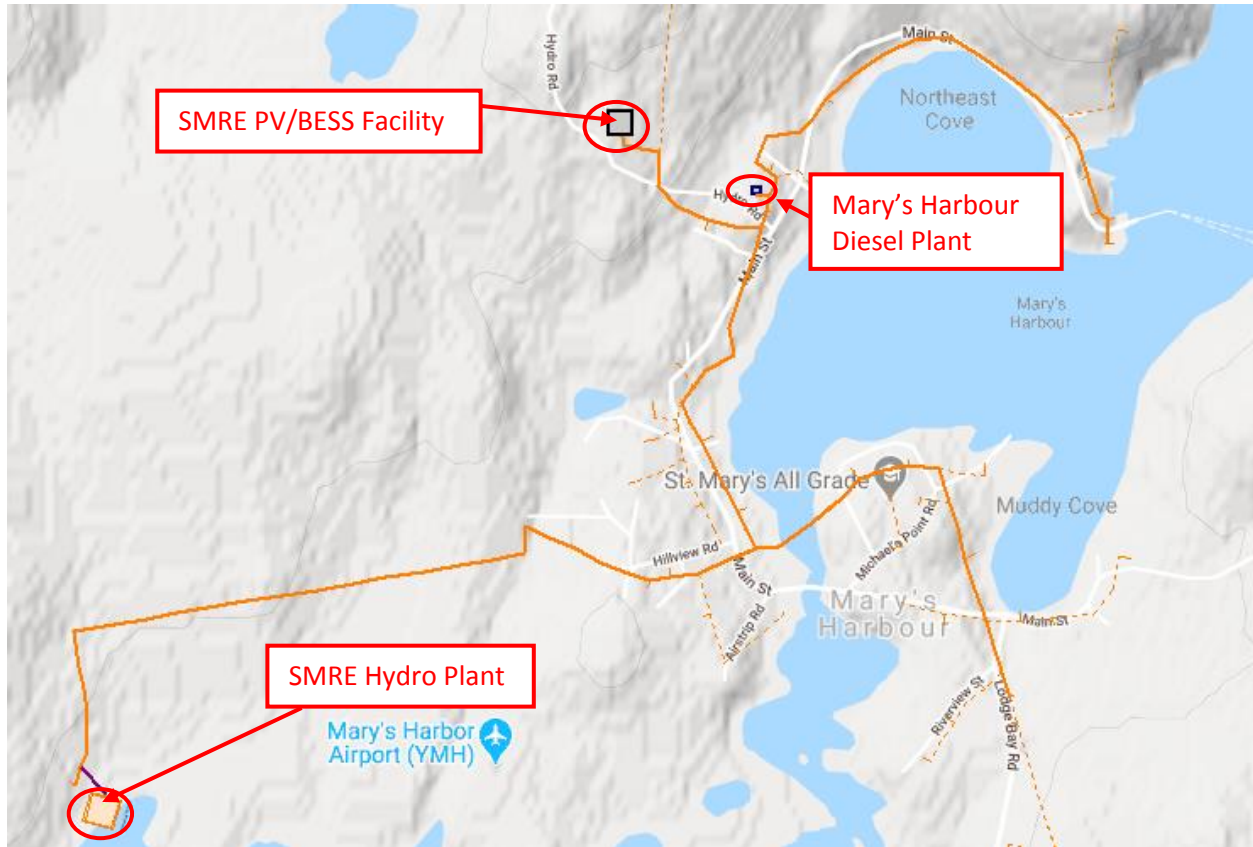 Main St
Hydro Rd
Northeast
Cove
SMRE PV/BESS Facility
Hydro Rd
Mary’s Harbour
Diesel Plant
Main St
Mary's
Harbour
St. Mary's All Grade
Muddy Cove
Michael's Point Rd
Hillview Rd
Main St
Mary's
Harbour
Main St
Airstrip Rd
SMRE Hydro Plant
Riverview St
Lodge Bay Rd
Mary's Harbor
Airport (YMH)